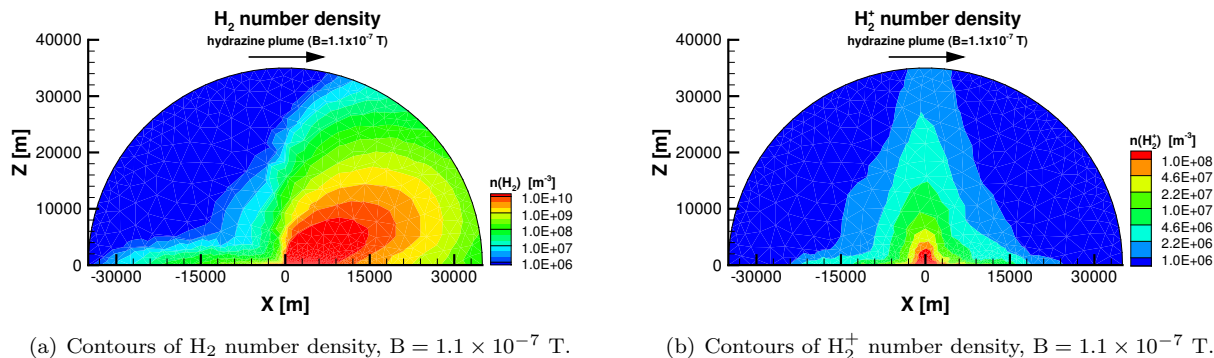 H₂ number density
hydrazine plume (B=1.1x10⁻⁷ T)
40000
30000
20000
10000
0
Z [m]
-30000 -15000 0 15000 30000
X [m]
n(H₂) [m⁻³]
1.0E+10
1.0E+09
1.0E+08
1.0E+07
1.0E+06
(a) Contours of H₂ number density, B = 1.1 × 10⁻⁷ T.
H₂⁺ number density
hydrazine plume (B=1.1x10⁻⁷ T)
40000
30000
20000
10000
0
Z [m]
-30000 -15000 0 15000 30000
X [m]
n(H₂⁺) [m⁻³]
1.0E+08
4.6E+07
2.2E+07
1.0E+07
4.6E+06
2.2E+06
1.0E+06
(b) Contours of H₂⁺ number density, B = 1.1 × 10⁻⁷ T.